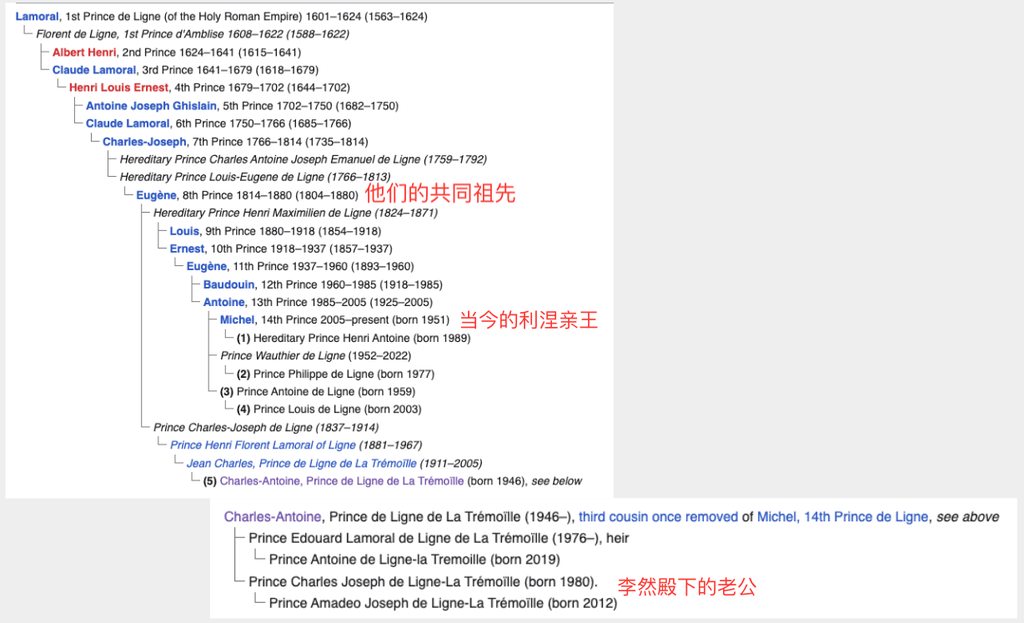 Lamoral, 1st Prince de Ligne (of the Holy Roman Empire) 1601–1624 (1563–1624)
Florent de Ligne, 1st Prince d'Amblise 1608–1622 (1588–1622)
Albert Henri, 2nd Prince 1624–1641 (1615–1641)
Claude Lamoral, 3rd Prince 1641–1679 (1618–1679)
Henri Louis Ernest, 4th Prince 1679–1702 (1644–1702)
Antoine Joseph Ghislain, 5th Prince 1702–1750 (1682–1750)
Claude Lamoral, 6th Prince 1750–1766 (1685–1766)
Charles-Joseph, 7th Prince 1766–1814 (1735–1814)
Hereditary Prince Charles Antoine Joseph Emanuel de Ligne (1759–1792)
Hereditary Prince Louis-Eugene de Ligne (1766–1813)
Eugène, 8th Prince 1814–1880 (1804–1880) 他们的共同祖先
Hereditary Prince Henri Maximilien de Ligne (1824–1871)
Louis, 9th Prince 1880–1918 (1854–1918)
Ernest, 10th Prince 1918–1937 (1857–1937)
Eugène, 11th Prince 1937–1960 (1893–1960)
Baudouin, 12th Prince 1960–1985 (1918–1985)
Antoine, 13th Prince 1985–2005 (1925–2005)
Michel, 14th Prince 2005–present (born 1951) 当今的利涅亲王
(1) Hereditary Prince Henri Antoine (born 1989)
Prince Wauthier de Ligne (1952–2022)
(2) Prince Philippe de Ligne (born 1977)
(3) Prince Antoine de Ligne (born 1959)
(4) Prince Louis de Ligne (born 2003)
Prince Charles-Joseph de Ligne (1837–1914)
Prince Henri Florent Lamoral of Ligne (1881–1967)
Jean Charles, Prince de Ligne de La Trémoïlle (1911–2005)
(5) Charles-Antoine, Prince de Ligne de La Trémoïlle (born 1946), see below
Charles-Antoine, Prince de Ligne de La Trémoïlle (1946–), third cousin once removed of Michel, 14th Prince de Ligne, see above
Prince Edouard Lamoral de Ligne de La Trémoïlle (1976–), heir
Prince Antoine de Ligne-la Tremoille (born 2019)
Prince Charles Joseph de Ligne-La Trémoïlle (born 1980). 李然殿下的老公
Prince Amadeo Joseph de Ligne-La Trémoïlle (born 2012)